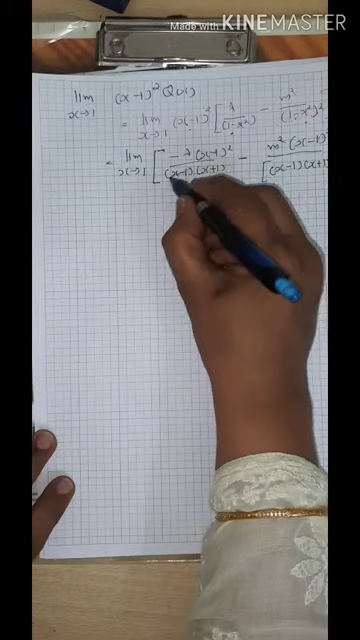 Made with KINEMASTER
lim x→1 (x-1)² Q(x)
= lim x→1 (x-1)² [λ/(1-x²) - m²/(1-x²)²
= lim x→1 [-λ(x-1)²/(x-1)(x+1) - m²(x-1)/[(x-1)(x+1)